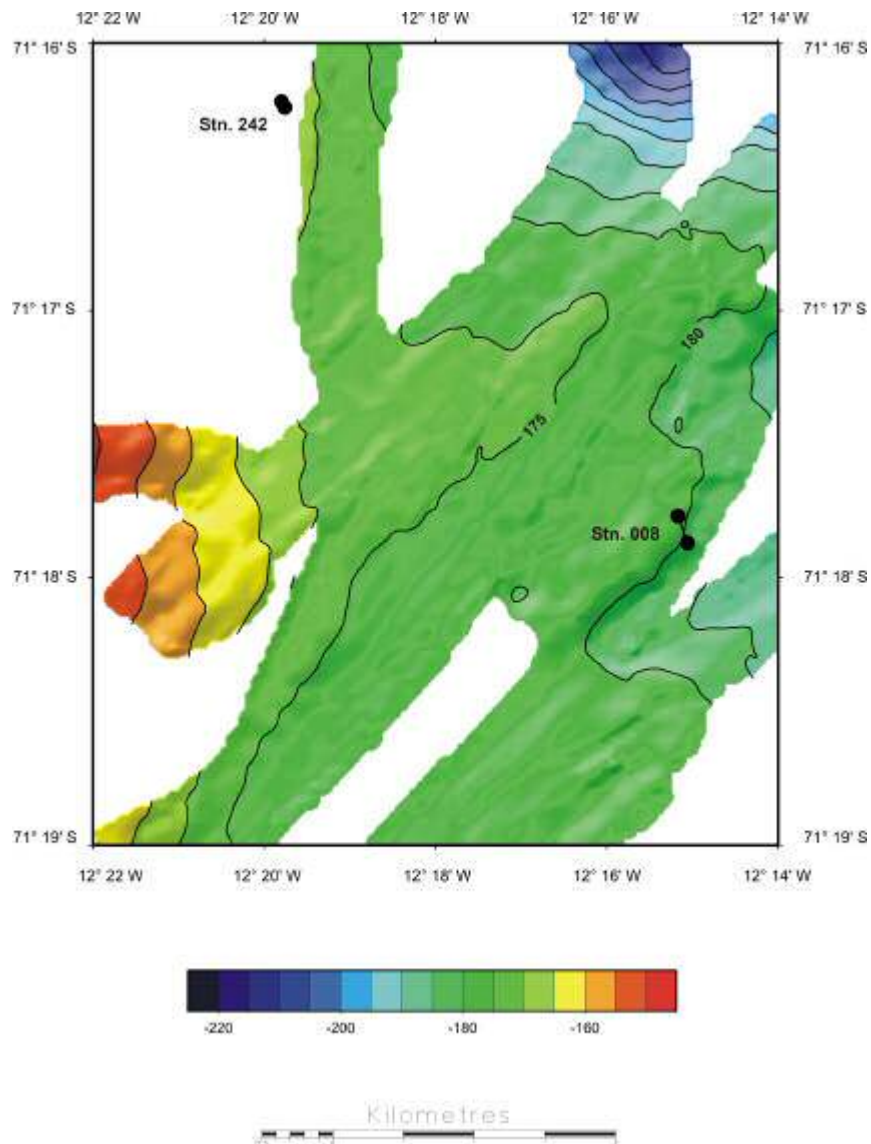 12° 22 W 12° 20' W 12° 18' W 12° 16' W 12° 14' W
71° 16' S 71° 16' S
Stn. 242
71° 17' S 71° 17' S
180
175
Stn. 008
71° 18' S 71° 18' S
71° 19' S 71° 19' S
12° 22 W 12° 20' W 12° 18' W 12° 16' W 12° 14' W
-220 -200 -180 -160
Kilometres